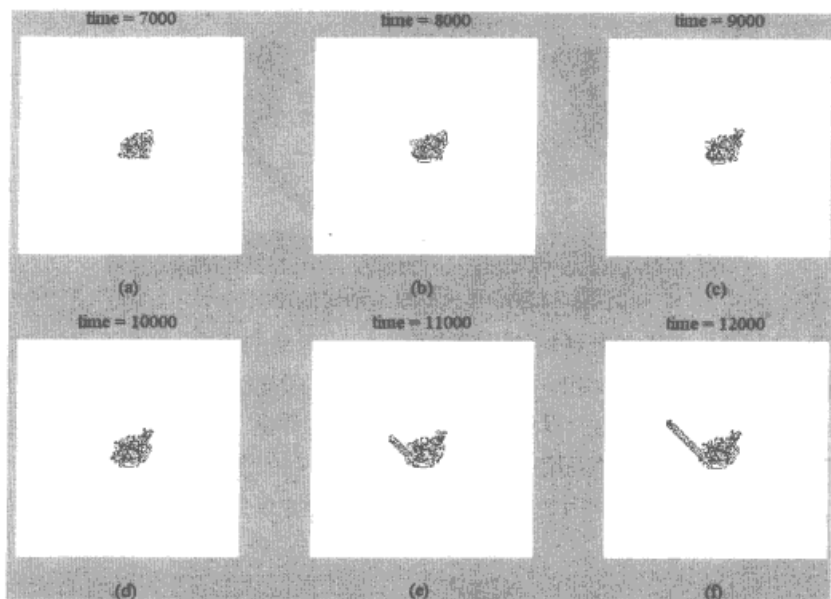 time = 7000 time = 8000 time = 9000
(a) (b) (c)
time = 10000 time = 11000 time = 12000
(d) (e) (f)